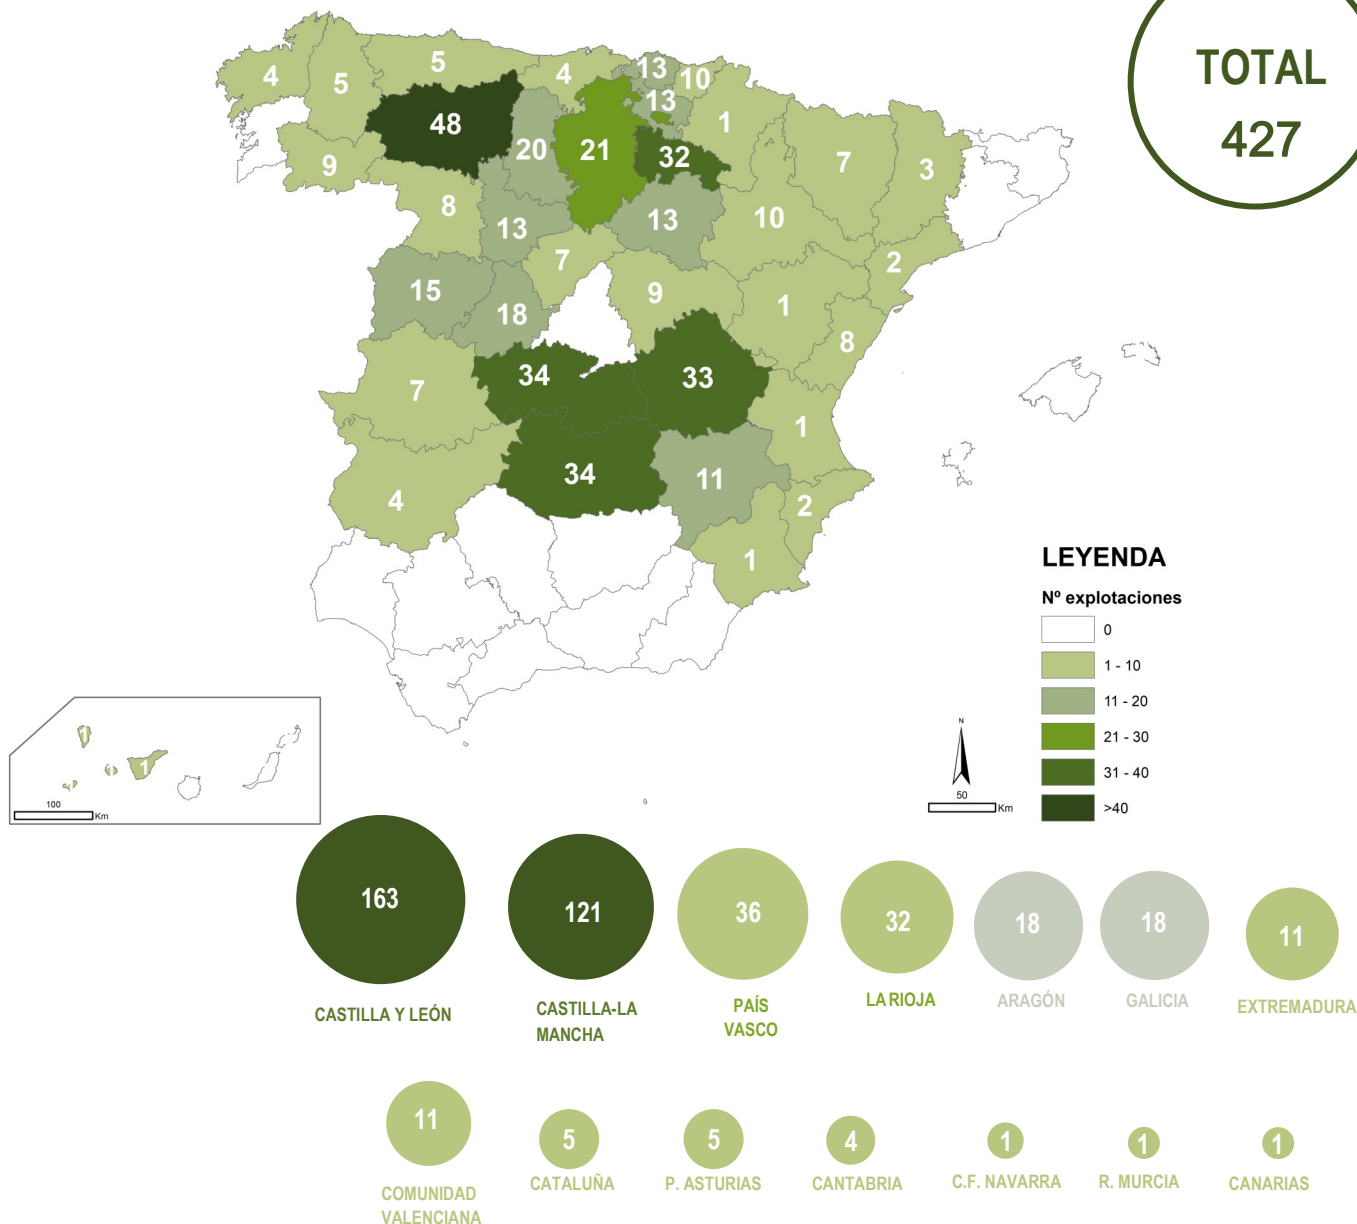 TOTAL
427
4
5
5
4
13
10
13
1
48
20
21
32
7
3
9
8
13
13
10
2
7
15
18
9
1
8
34
33
7
1
4
34
11
2
1
LEYENDA
Nº explotaciones
0
1 - 10
11 - 20
21 - 30
31 - 40
>40
N
50
Km
1
1
1
1
100
Km
163
121
36
32
18
18
11
CASTILLA Y LEÓN
CASTILLA-LA
MANCHA
PAÍS
VASCO
LA RIOJA
ARAGÓN
GALICIA
EXTREMADURA
11
5
5
4
1
1
1
COMUNIDAD
VALENCIANA
CATALUÑA
P. ASTURIAS
CANTABRIA
C.F. NAVARRA
R. MURCIA
CANARIAS